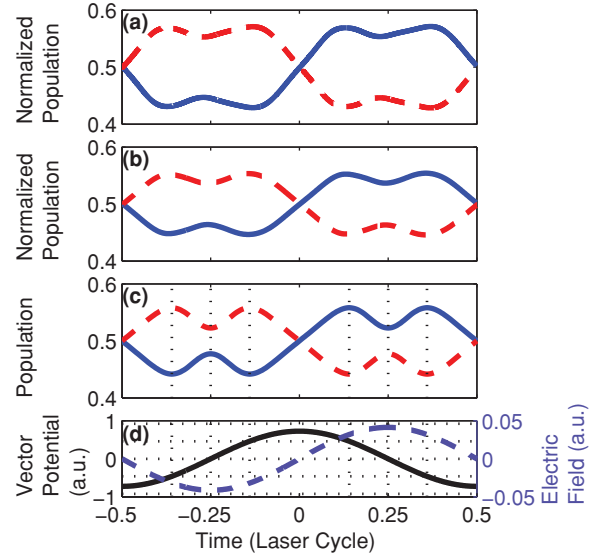 (a)
0.6
0.5
0.4
Normalized
Population
(b)
0.6
0.5
0.4
Normalized
Population
(c)
0.6
0.5
0.4
Population
(d)
1
0
−1
Vector
Potential
(a.u.)
0.05
0
−0.05
Electric
Field (a.u.)
−0.5
−0.25
0
0.25
0.5
Time (Laser Cycle)